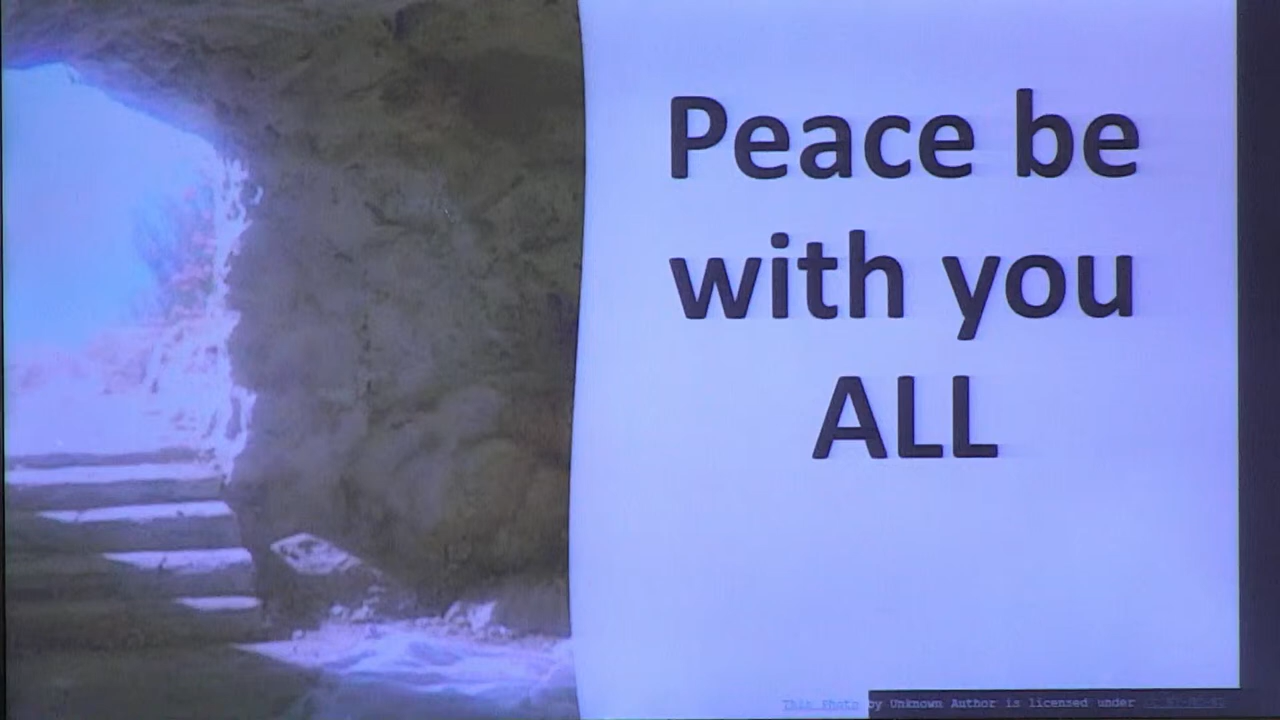 Peace be
with you
ALL
This Photo by Unknown Author is licensed under